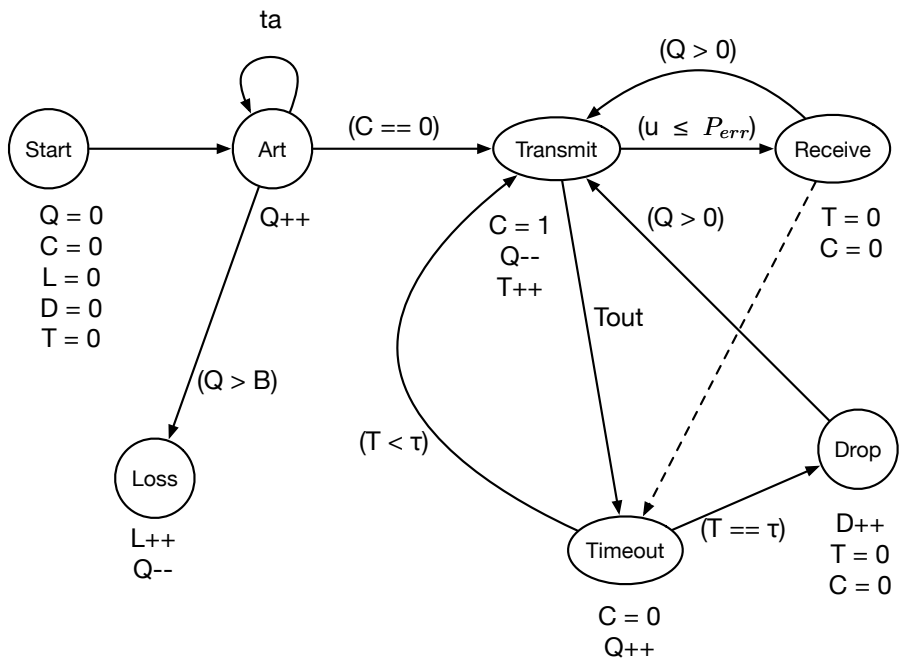 ta
(Q > 0)
(C == 0)
(u ≤ P_err)
Start
Art
Transmit
Receive
Q = 0
C = 0
L = 0
D = 0
T = 0
Q++
C = 1
Q--
T++
(Q > 0)
T = 0
C = 0
Tout
(Q > B)
(T < τ)
Loss
L++
Q--
Drop
(T == τ)
D++
T = 0
C = 0
Timeout
C = 0
Q++